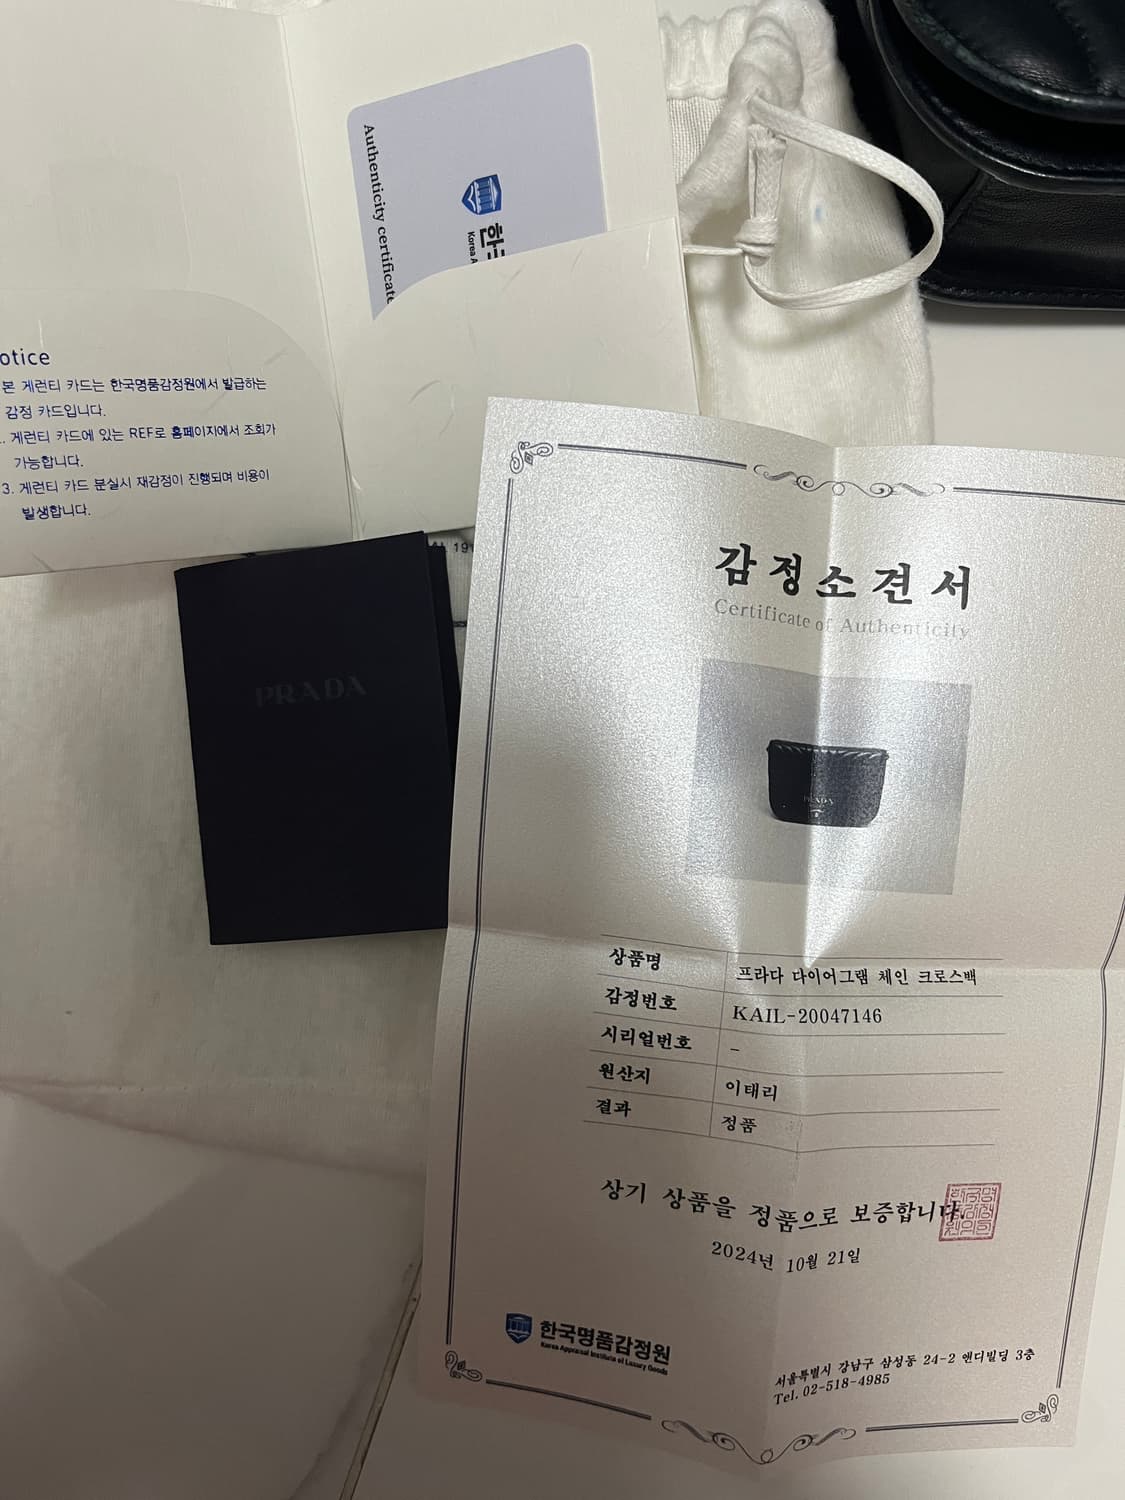 Authenticity certificate
한
Korea A
otice
본 게런티 카드는 한국명품감정원에서 발급하는
감정 카드입니다.
. 게런티 카드에 있는 REF로 홈페이지에서 조회가
가능합니다.
3. 게런티 카드 분실시 재감정이 진행되며 비용이
발생합니다.
PRADA
감정소견서
Certificate of Authenticity
PRADA
상품명 프라다 다이어그램 체인 크로스백
감정번호 KAIL-20047146
시리얼번호 -
원산지 이태리
결과 정품
상기 상품을 정품으로 보증합니다.
2024년 10월 21일
한국명품감정원
Korea Appraisal Institute of Luxury Goods
서울특별시 강남구 삼성동 24-2 앤디빌딩 3층
Tel. 02-518-4985